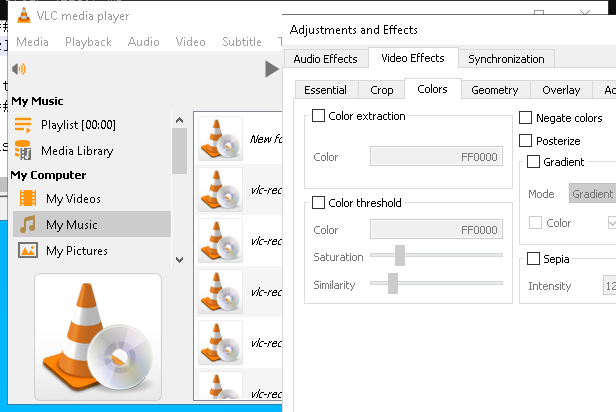 VLC media player
Media Playback Audio Video Subtitle
My Music
Playlist [00:00]
Media Library
My Computer
My Videos
My Music
My Pictures
New fo
vlc-rec
vlc-rec
vlc-rec
vlc-rec
vlc-rec
Adjustments and Effects
Audio Effects Video Effects Synchronization
Essential Crop Colors Geometry Overlay
Color extraction
Color FF0000
Color threshold
Color FF0000
Saturation
Similarity
Negate colors
Posterize
Gradient
Mode Gradient
Color
Sepia
Intensity 12